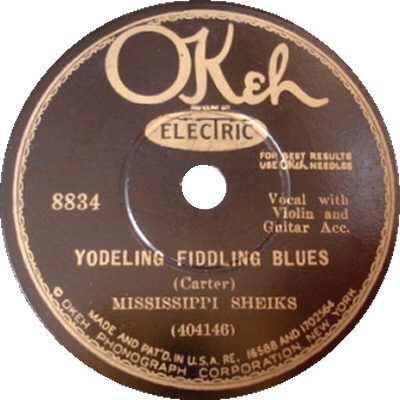 OKeh
ELECTRIC
FOR BEST RESULTS
USE OKeh NEEDLES
8834
Vocal with
Violin and
Guitar Acc.
YODELING FIDDLING BLUES
(Carter)
MISSISSIPPI SHEIKS
(404146)
MADE AND PAT'D. IN U.S.A. RE. 16588 AND 1702564
© OKEH PHONOGRAPH CORPORATION, NEW YORK